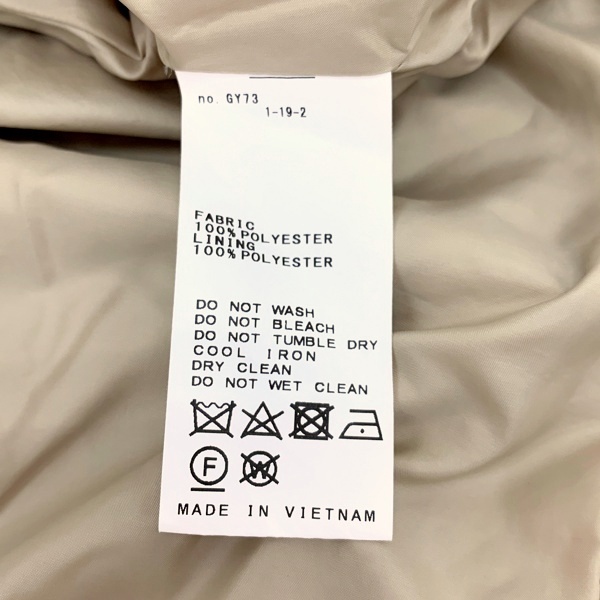 no. GY73
1-19-2
FABRIC
100%POLYESTER
LINING
100%POLYESTER
DO NOT WASH
DO NOT BLEACH
DO NOT TUMBLE DRY
COOL IRON
DRY CLEAN
DO NOT WET CLEAN
F W
MADE IN VIETNAM